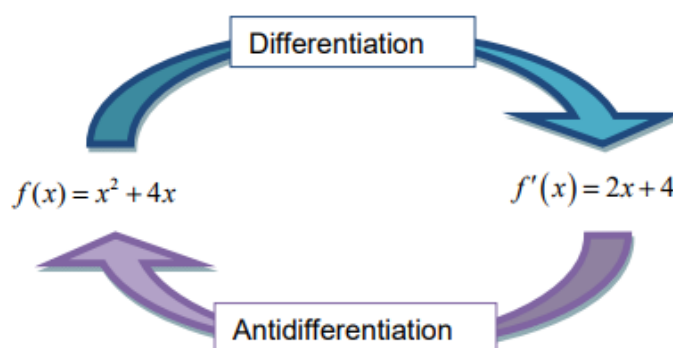 Differentiation
f(x) = x² + 4x
f′(x) = 2x + 4
Antidifferentiation